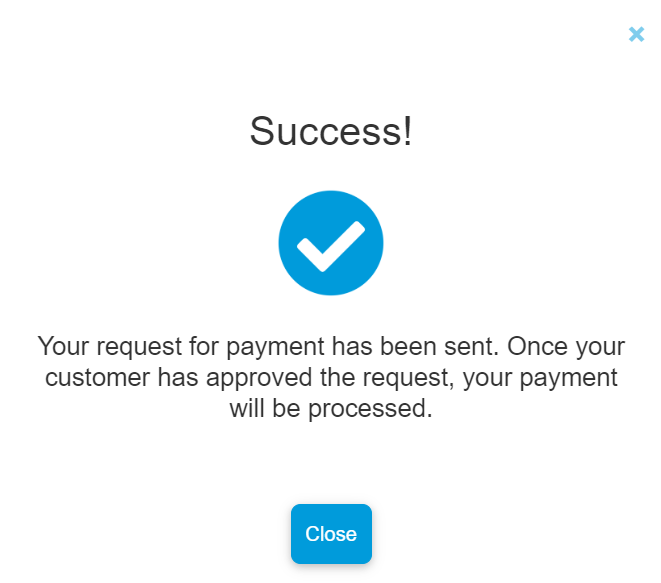 Success!
Your request for payment has been sent. Once your
customer has approved the request, your payment
will be processed.
Close